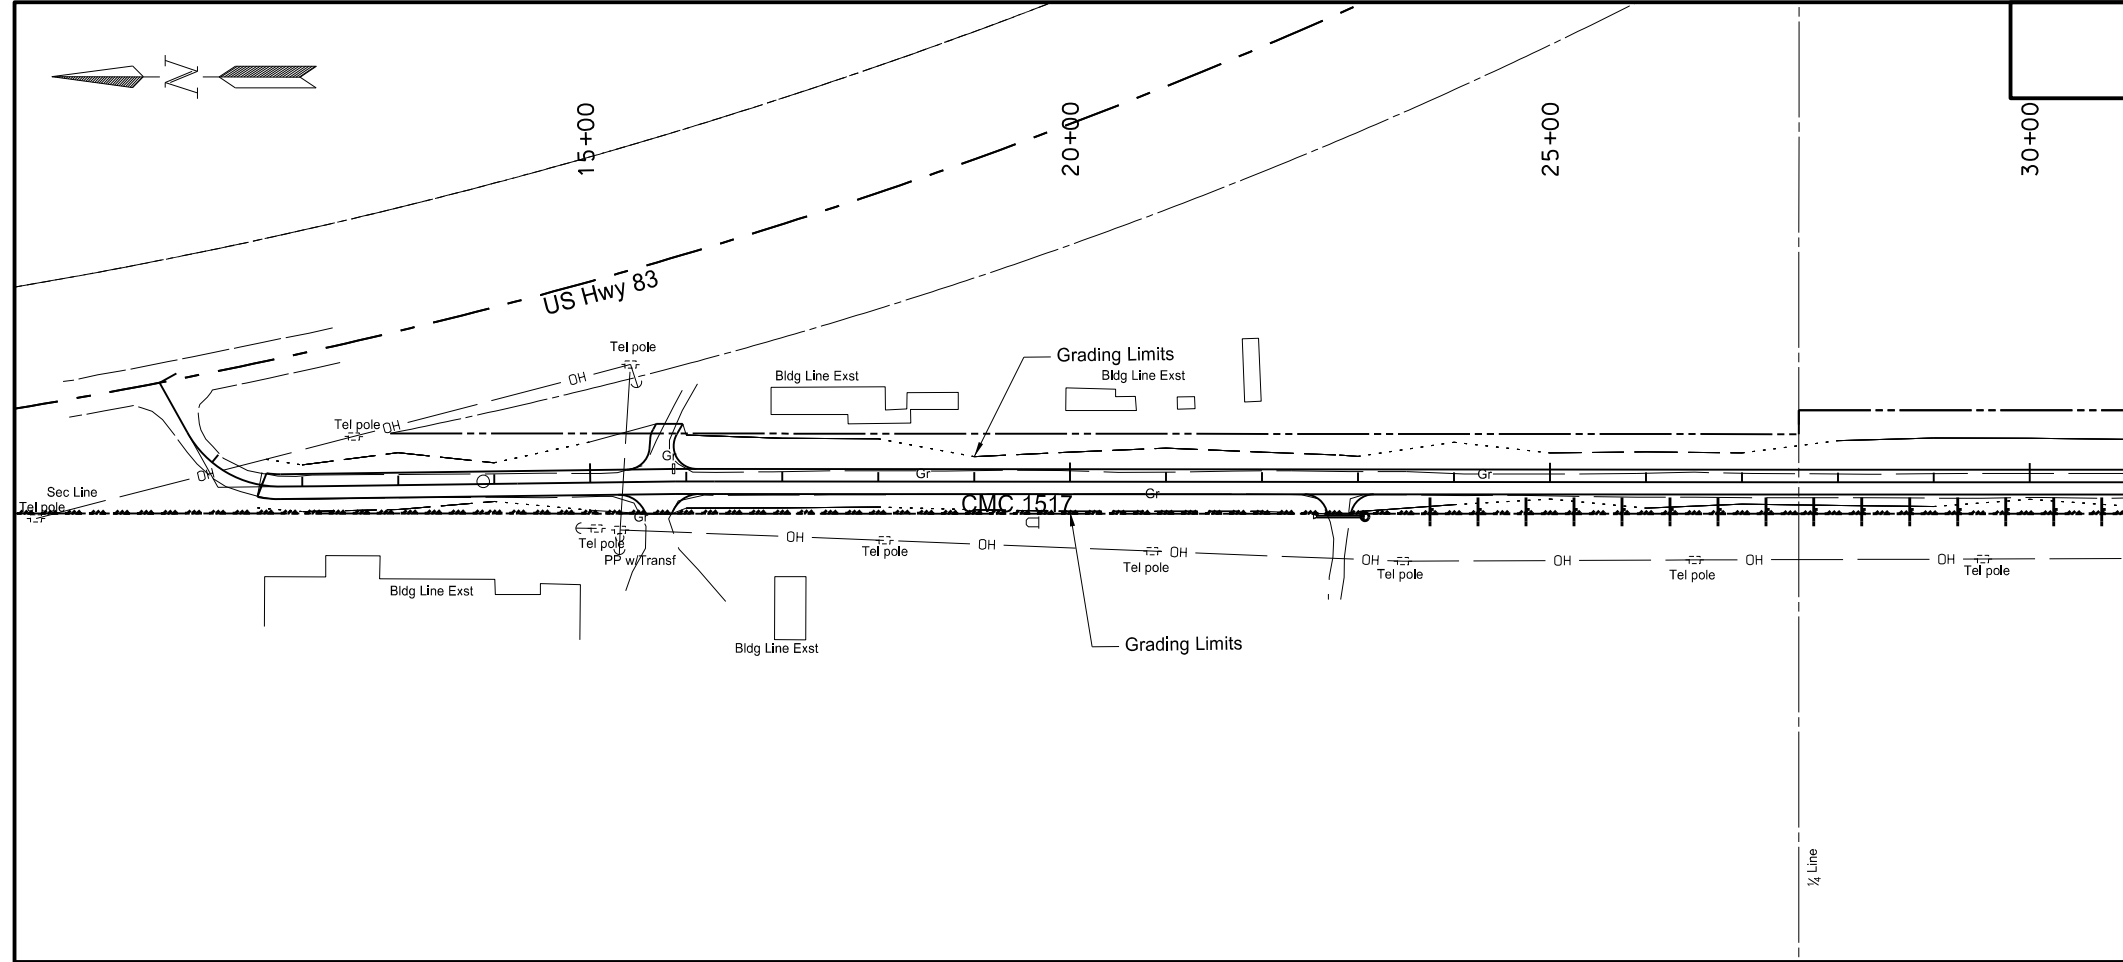 N
15+00
20+00
25+00
30+00
US Hwy 83
Tel pole
Grading Limits
Bldg Line Exst
Bldg Line Exst
OH
Tel pole
OH
Gr
Gr
Gr
OH
Sec Line
Tel pole
Gr
CMC 1517
Gr
Tel pole
PP w/Transf
OH
Tel pole
OH
Tel pole
OH
OH
Tel pole
OH
Tel pole
OH
OH
Tel pole
Bldg Line Exst
Bldg Line Exst
Grading Limits
¼ Line